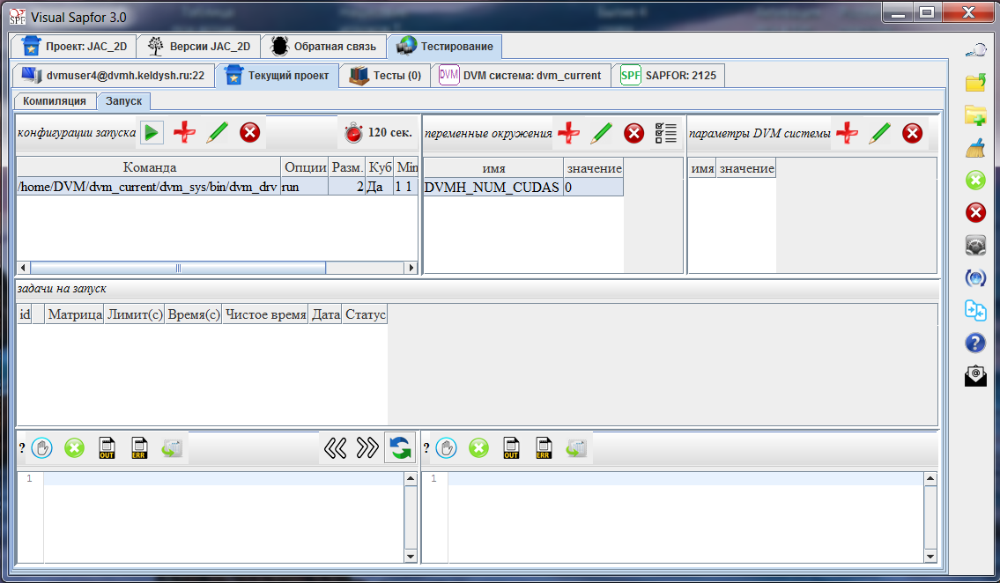 Visual Sapfor 3.0
Проект: JAC_2D Версии JAC_2D Обратная связь Тестирование
dvmuser4@dvmh.keldysh.ru:22 Текущий проект Тесты (0) DVM DVM система: dvm_current SPF SAPFOR: 2125
Компиляция Запуск
конфигурации запуска 120 сек. переменные окружения параметры DVM системы
Команда Опции Разм. Куб Min имя значение имя значение
/home/DVM/dvm_current/dvm_sys/bin/dvm_drv run 2 Да 1 1 DVMH_NUM_CUDAS 0
задачи на запуск
id Матрица Лимит(с) Время(с) Чистое время Дата Статус
? OUT ERR ? OUT ERR
1 1